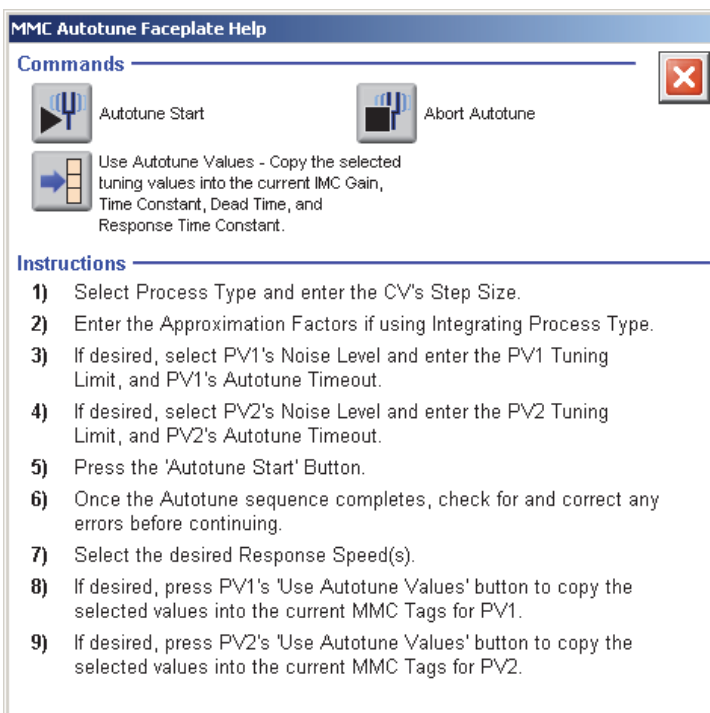 MMC Autotune Faceplate Help
Commands
Autotune Start
Abort Autotune
Use Autotune Values - Copy the selected
tuning values into the current IMC Gain,
Time Constant, Dead Time, and
Response Time Constant.
Instructions
1) Select Process Type and enter the CV's Step Size.
2) Enter the Approximation Factors if using Integrating Process Type.
3) If desired, select PV1's Noise Level and enter the PV1 Tuning
Limit, and PV1's Autotune Timeout.
4) If desired, select PV2's Noise Level and enter the PV2 Tuning
Limit, and PV2's Autotune Timeout.
5) Press the 'Autotune Start' Button.
6) Once the Autotune sequence completes, check for and correct any
errors before continuing.
7) Select the desired Response Speed(s).
8) If desired, press PV1's 'Use Autotune Values' button to copy the
selected values into the current MMC Tags for PV1.
9) If desired, press PV2's 'Use Autotune Values' button to copy the
selected values into the current MMC Tags for PV2.